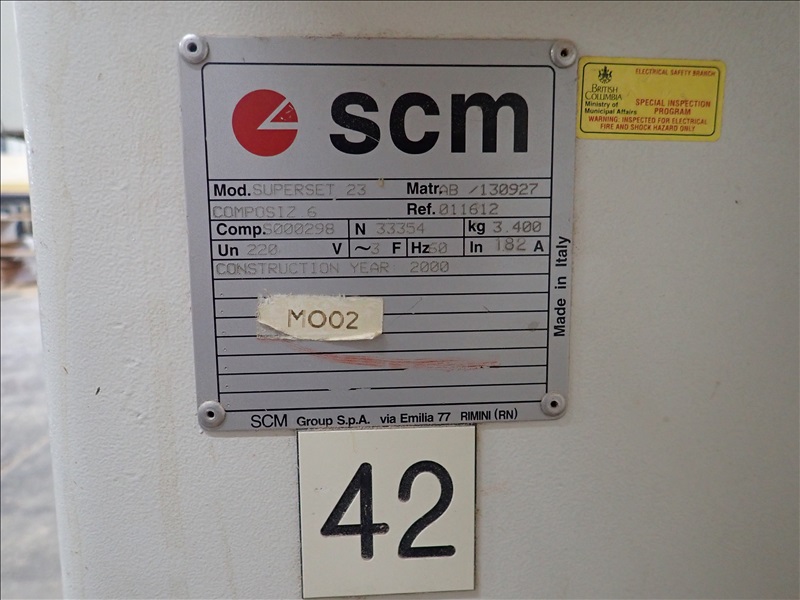 scm
Mod. SUPERSET 23 Matr. AB /130927
COMPOSIZ 6 Ref. 011612
Comp. S000298 N 33354 kg 3.400
Un 220 V ~3 F Hz 60 In 182 A
CONSTRUCTION YEAR 2000
Made in Italy
MO02
SCM Group S.p.A. via Emilia 77 RIMINI (RN)
42
ELECTRICAL SAFETY BRANCH
BRITISH
COLUMBIA
Ministry of
Municipal Affairs
SPECIAL INSPECTION
PROGRAM
WARNING: INSPECTED FOR ELECTRICAL
FIRE AND SHOCK HAZARD ONLY